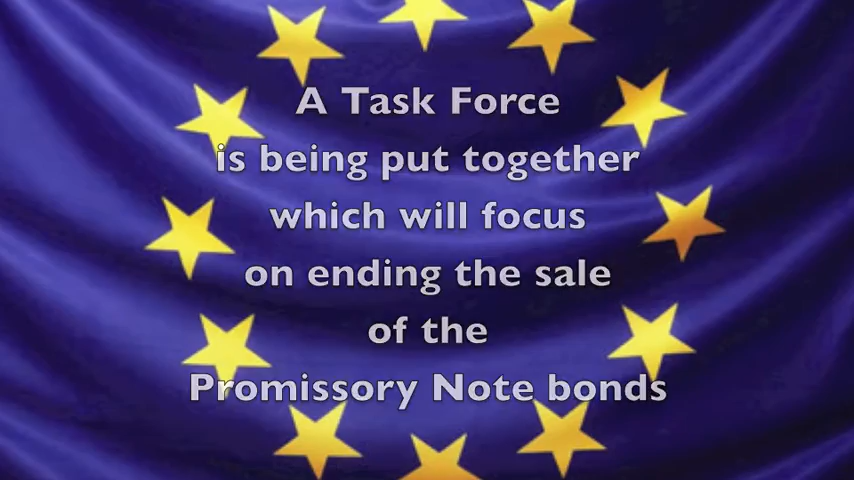 A Task Force
is being put together
which will focus
on ending the sale
of the
Promissory Note bonds